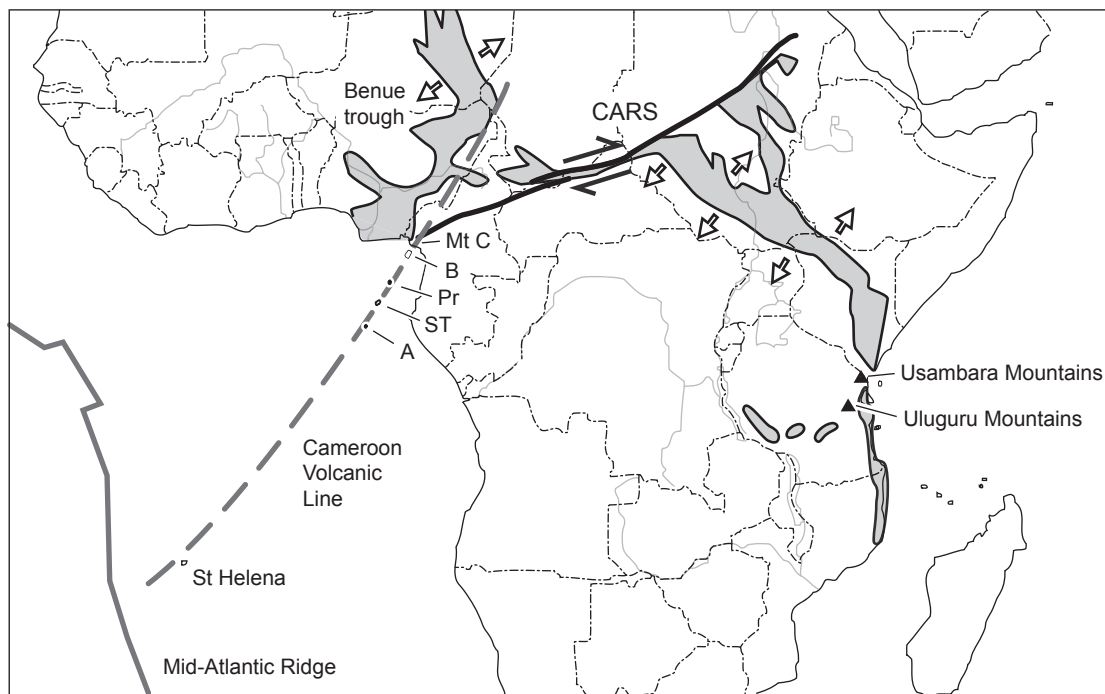 Benue
trough
CARS
Mt C
B
Pr
ST
A
Usambara Mountains
Uluguru Mountains
Cameroon
Volcanic
Line
St Helena
Mid-Atlantic Ridge